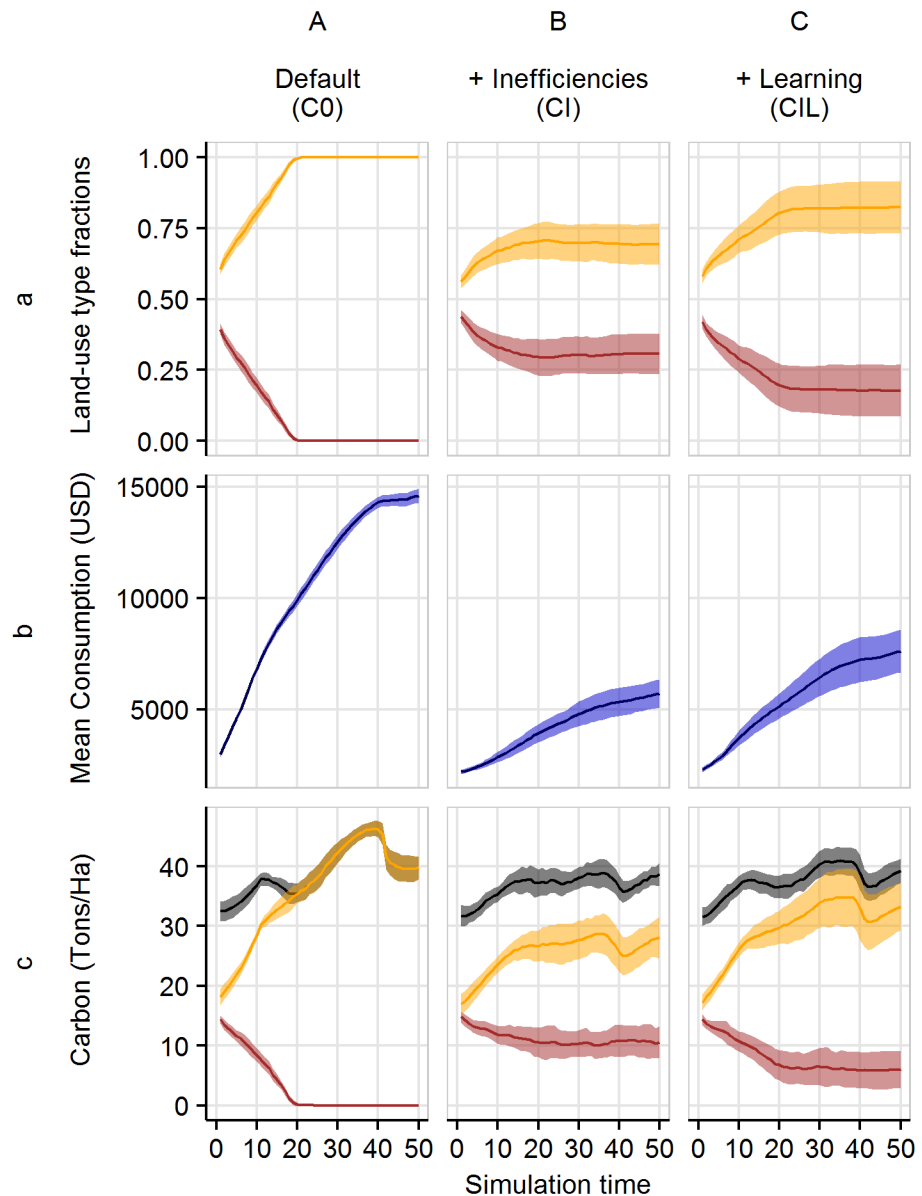 A B C
Default + Inefficiencies + Learning
(C0) (CI) (CIL)
a
Land-use type fractions
1.00
0.75
0.50
0.25
0.00
b
Mean Consumption (USD)
15000
10000
5000
c
Carbon (Tons/Ha)
40
30
20
10
0
0 10 20 30 40 50 0 10 20 30 40 50 0 10 20 30 40 50
Simulation time